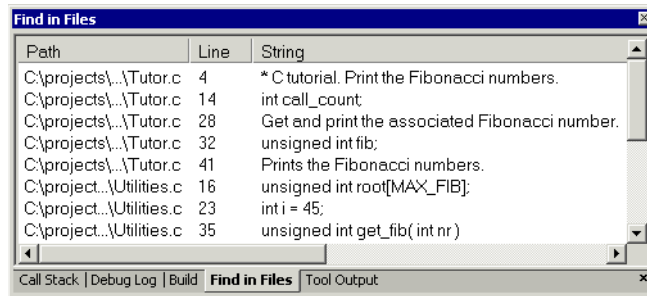 Find in Files
Path Line String
C:\projects\...\Tutor.c 4 * C tutorial. Print the Fibonacci numbers.
C:\projects\...\Tutor.c 14 int call_count;
C:\projects\...\Tutor.c 28 Get and print the associated Fibonacci number.
C:\projects\...\Tutor.c 32 unsigned int fib;
C:\projects\...\Tutor.c 41 Prints the Fibonacci numbers.
C:\project...\Utilities.c 16 unsigned int root[MAX_FIB];
C:\project...\Utilities.c 23 int i = 45;
C:\project...\Utilities.c 35 unsigned int get_fib( int nr )
Call Stack | Debug Log | Build | Find in Files | Tool Output